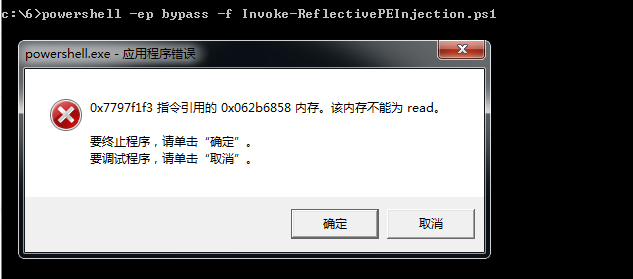 c:\6>powershell -ep bypass -f Invoke-ReflectivePEInjection.ps1
powershell.exe - 应用程序错误
0x7797f1f3 指令引用的 0x062b6858 内存。该内存不能为 read。
要终止程序，请单击“确定”。
要调试程序，请单击“取消”。
确定
取消